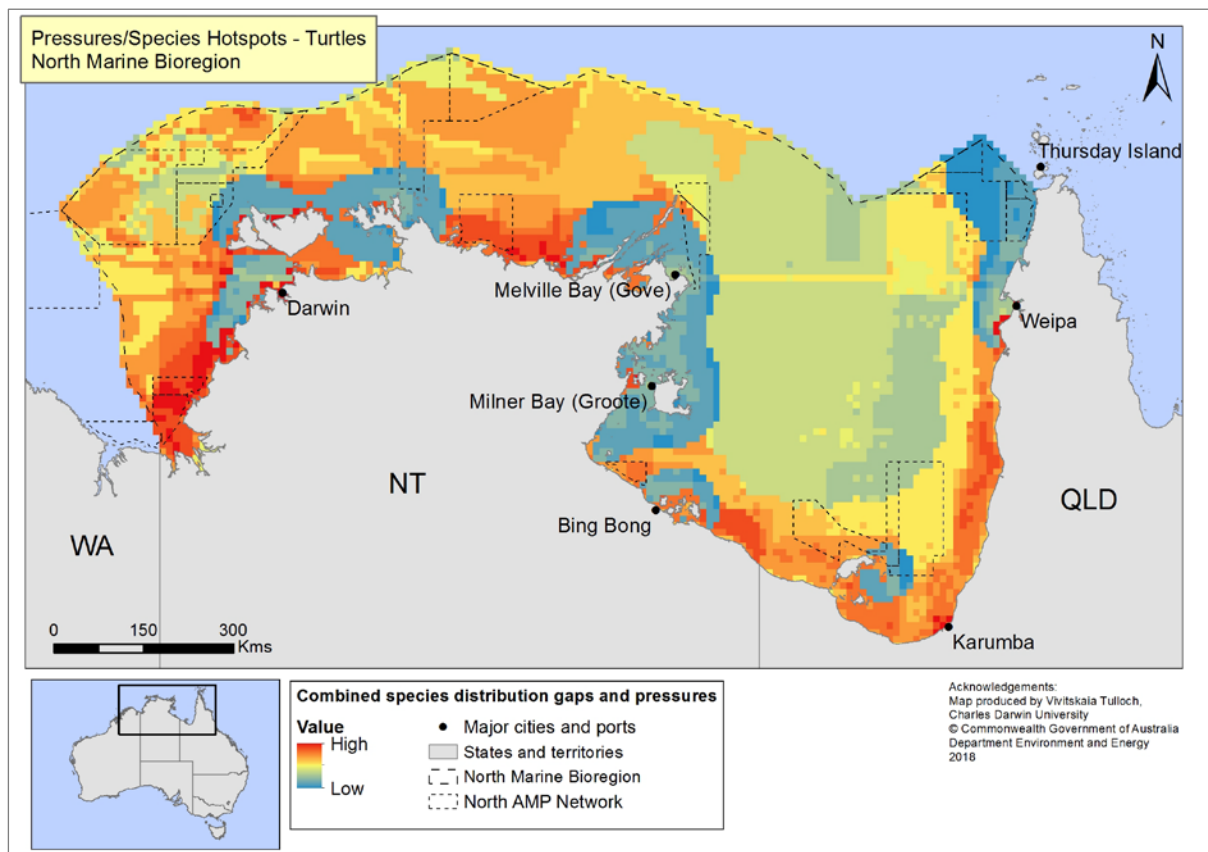 Pressures/Species Hotspots - Turtles
North Marine Bioregion
N
Thursday Island
Darwin
Melville Bay (Gove)
Weipa
Milner Bay (Groote)
NT
QLD
WA
Bing Bong
Karumba
0 150 300
Kms
Combined species distribution gaps and pressures
Value
High
Low
Major cities and ports
States and territories
North Marine Bioregion
North AMP Network
Acknowledgements:
Map produced by Vivitskaia Tulloch,
Charles Darwin University
© Commonwealth Government of Australia
Department Environment and Energy
2018